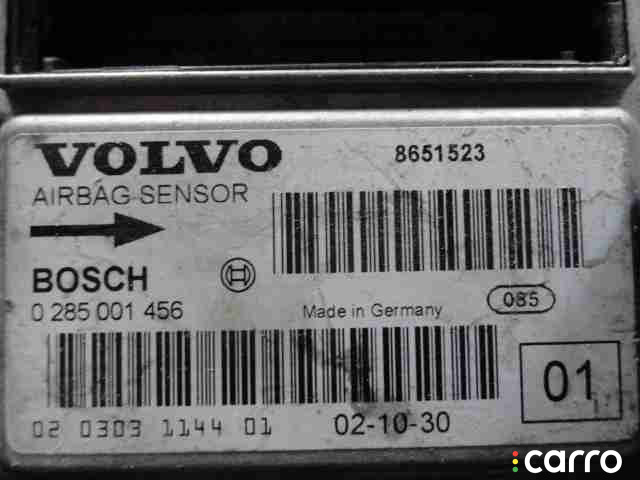 VOLVO 8651523
AIRBAG SENSOR
BOSCH
0 285 001 456 Made in Germany 085
01
02 0303 1144 01 02-10-30
carro